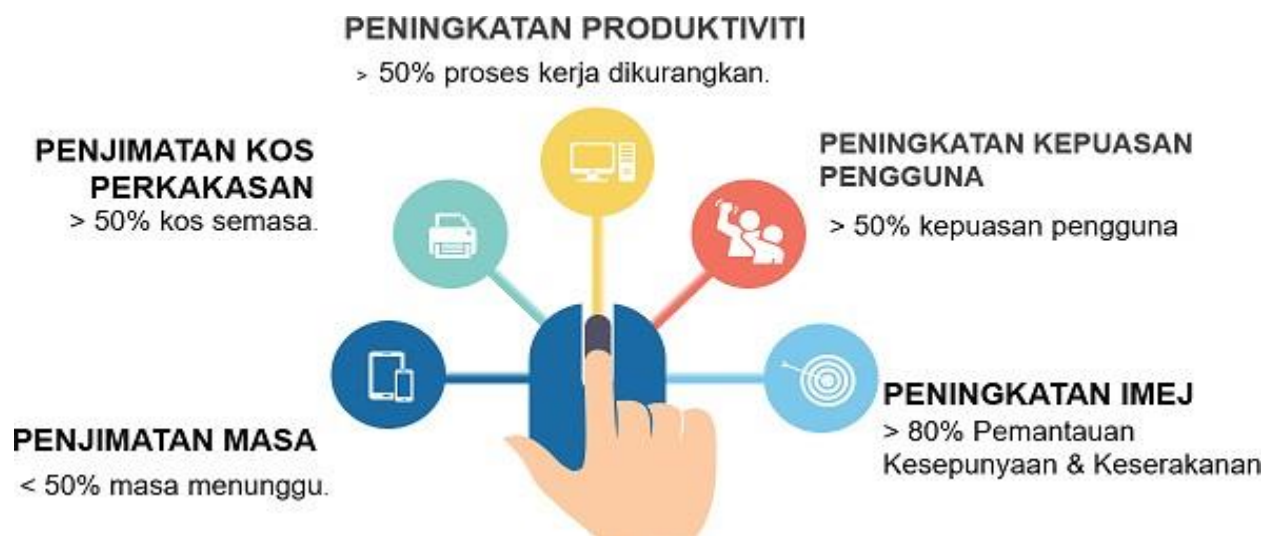 PENINGKATAN PRODUKTIVITI
> 50% proses kerja dikurangkan.
PENJIMATAN KOS
PERKAKASAN
> 50% kos semasa.
PENINGKATAN KEPUASAN
PENGGUNA
> 50% kepuasan pengguna
PENJIMATAN MASA
< 50% masa menunggu.
PENINGKATAN IMEJ
> 80% Pemantauan
Kesepunyaan & Keserakanan